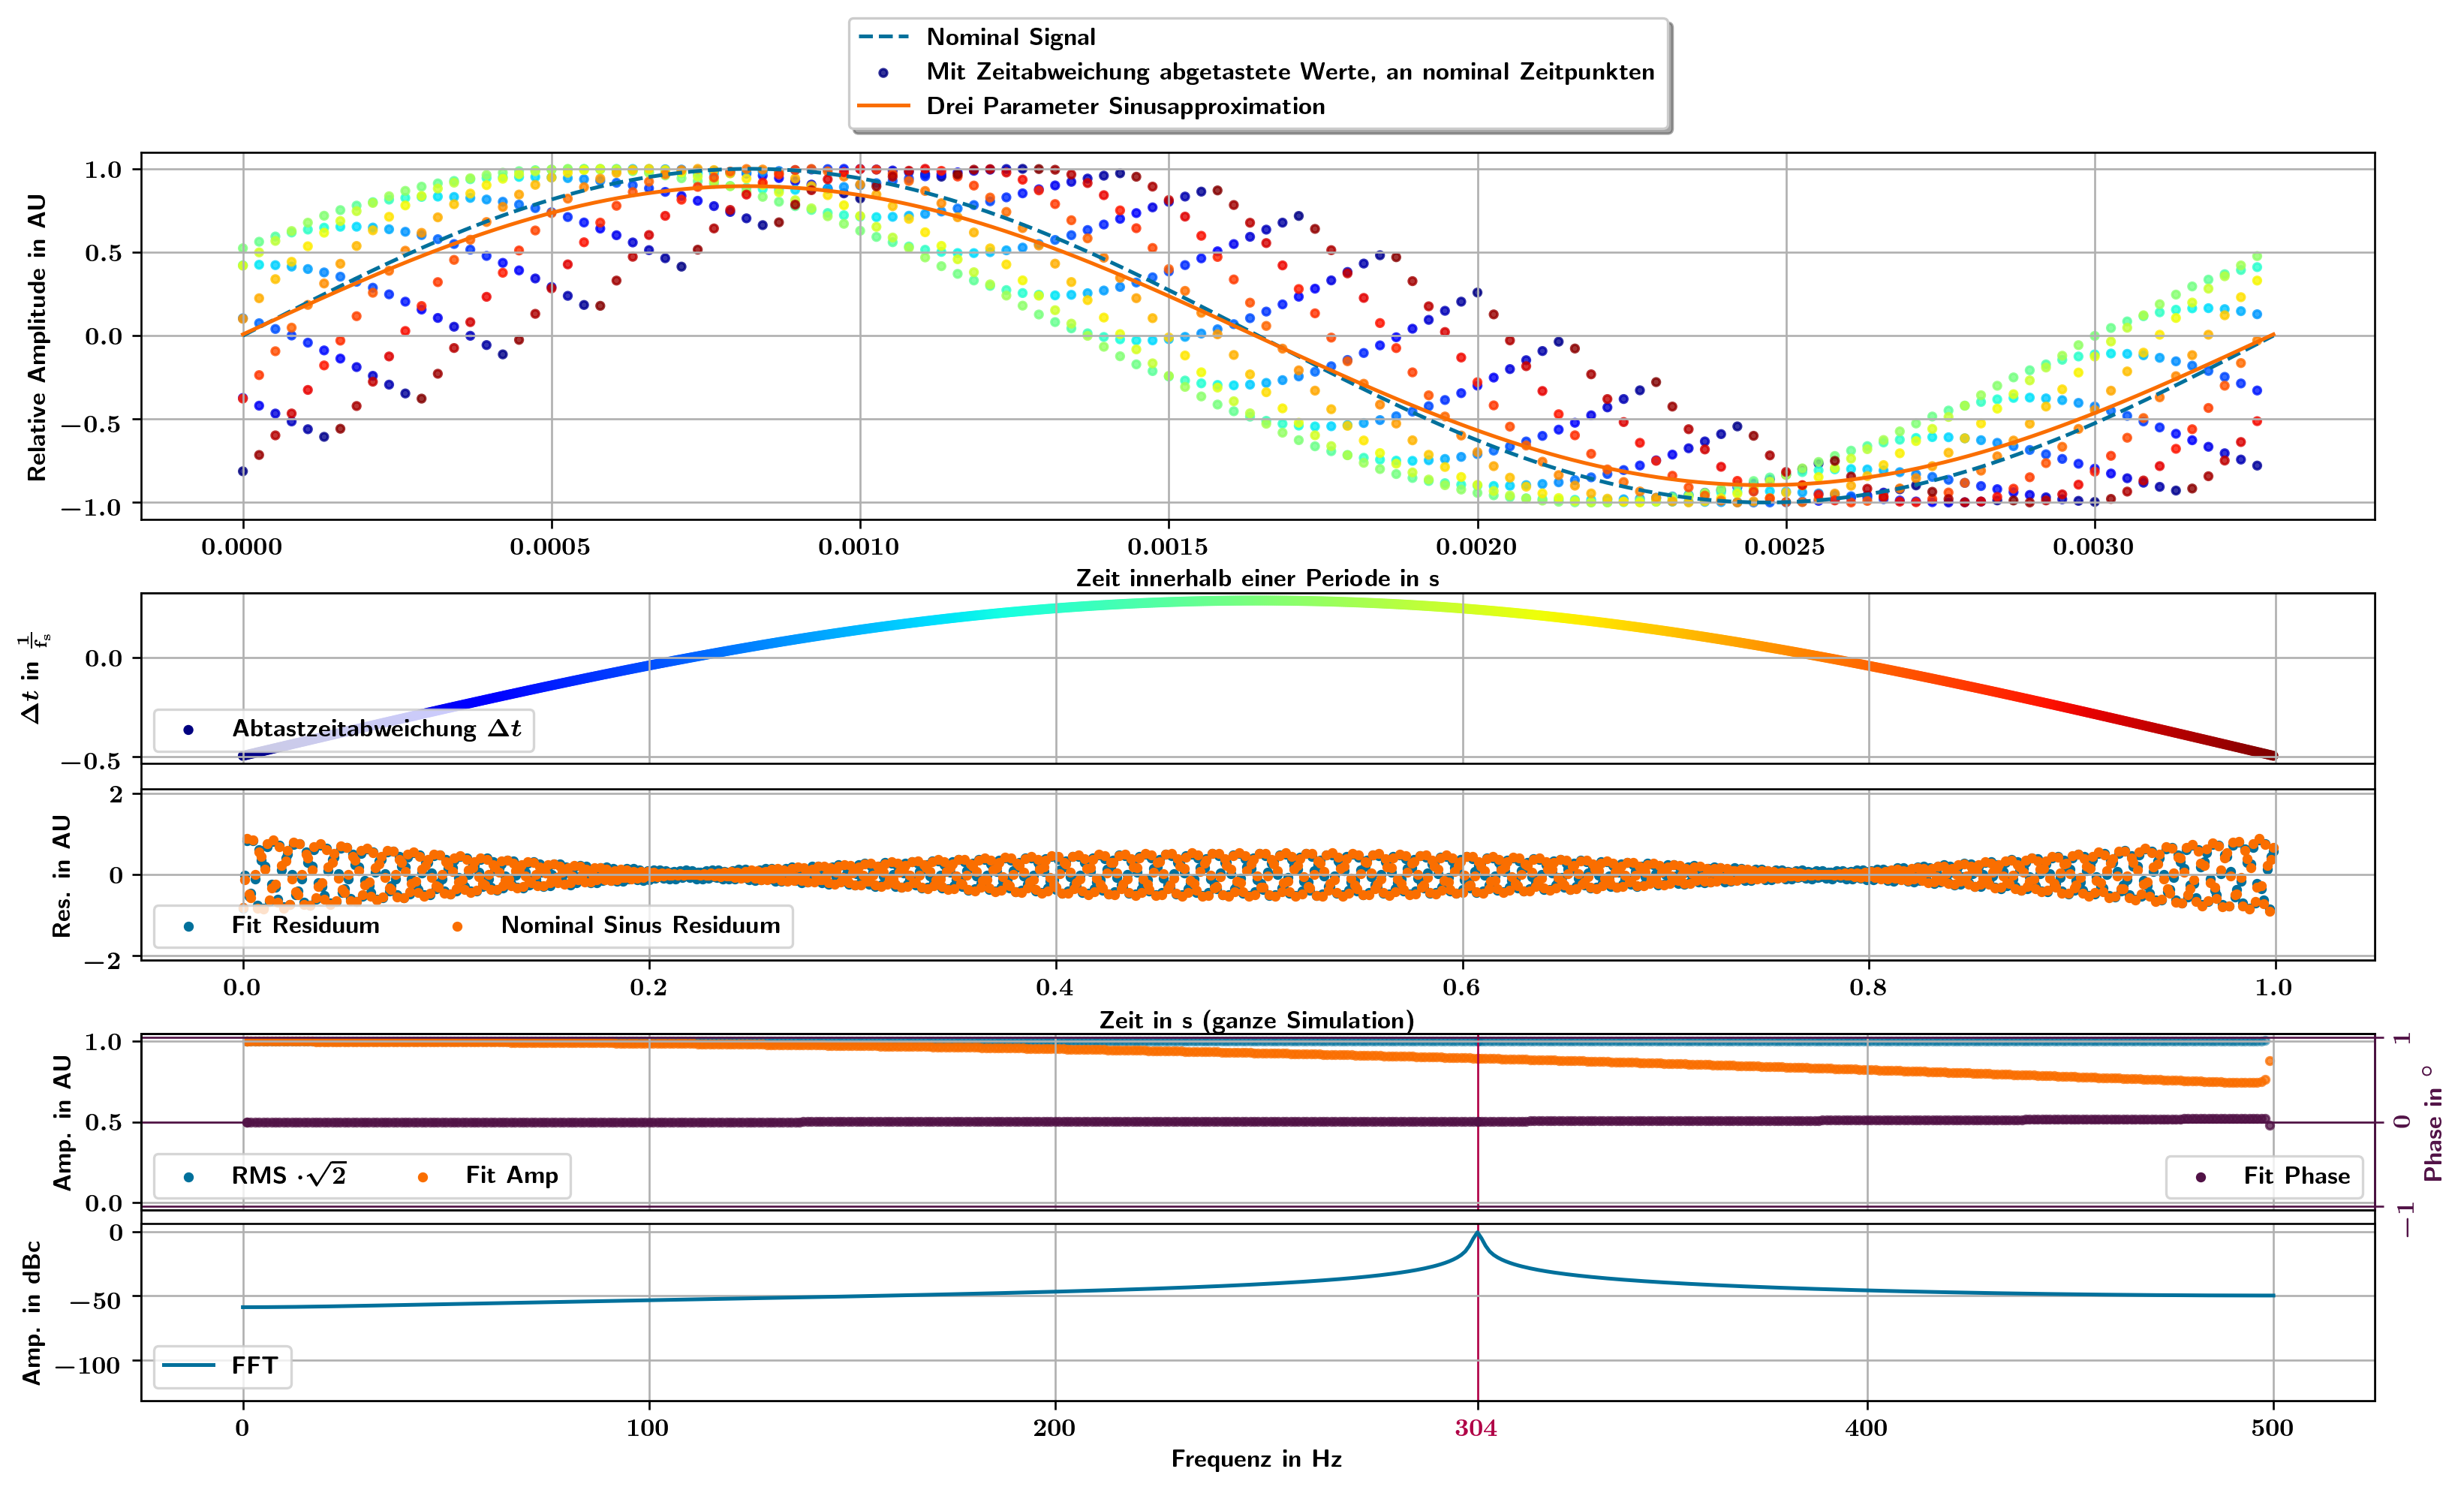 Nominal Signal
Mit Zeitabweichung abgetastete Werte, an nominal Zeitpunkten
Drei Parameter Sinusapproximation
Relative Amplitude in AU
1.0
0.5
0.0
−0.5
−1.0
0.0000 0.0005 0.0010 0.0015 0.0020 0.0025 0.0030
Zeit innerhalb einer Periode in s
Δt in 1/fs
0.0
−0.5
Abtastzeitabweichung Δt
Res. in AU
2
0
−2
Fit Residuum Nominal Sinus Residuum
0.0 0.2 0.4 0.6 0.8 1.0
Zeit in s (ganze Simulation)
Amp. in AU
1.0
0.5
0.0
RMS ·√2 Fit Amp
Fit Phase
1
0
−1
Phase in °
Amp. in dBc
0
−50
−100
FFT
0 100 200 304 400 500
Frequenz in Hz